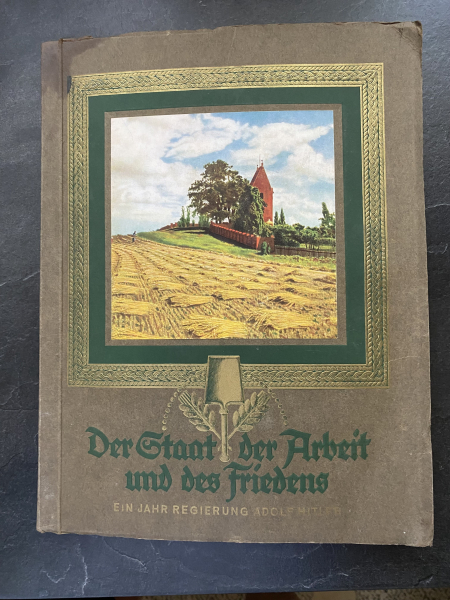 Der Staat der Arbeit
und des Friedens
EIN JAHR REGIERUNG ADOLF HITLER